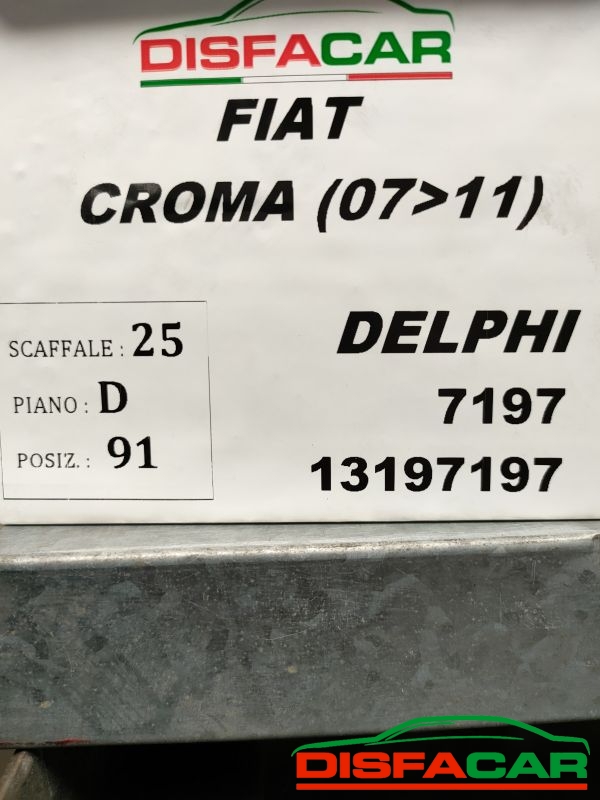 DISFACAR
FIAT
CROMA (07>11)
SCAFFALE : 25
PIANO : D
POSIZ. : 91
DELPHI
7197
13197197
DISFACAR